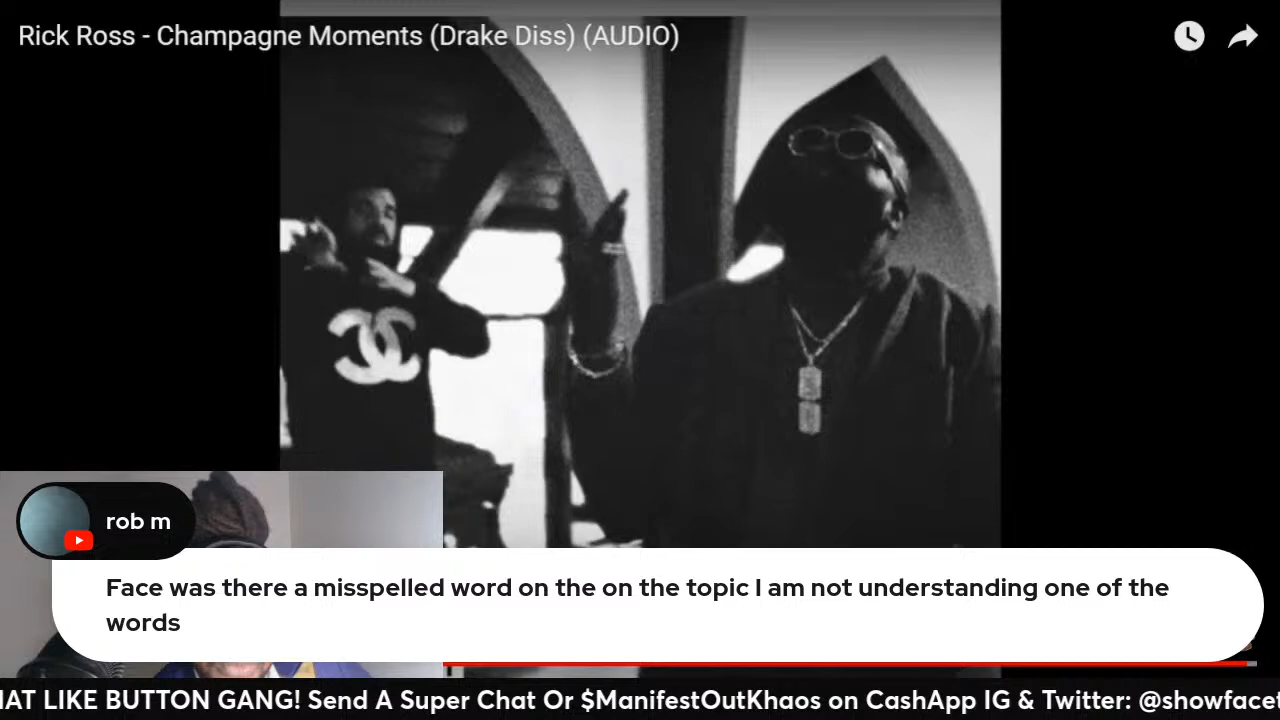 Rick Ross - Champagne Moments (Drake Diss) (AUDIO)
rob m
Face was there a misspelled word on the on the topic I am not understanding one of the
words
HAT LIKE BUTTON GANG! Send A Super Chat Or $ManifestOutKhaos on CashApp IG & Twitter: @showfacet